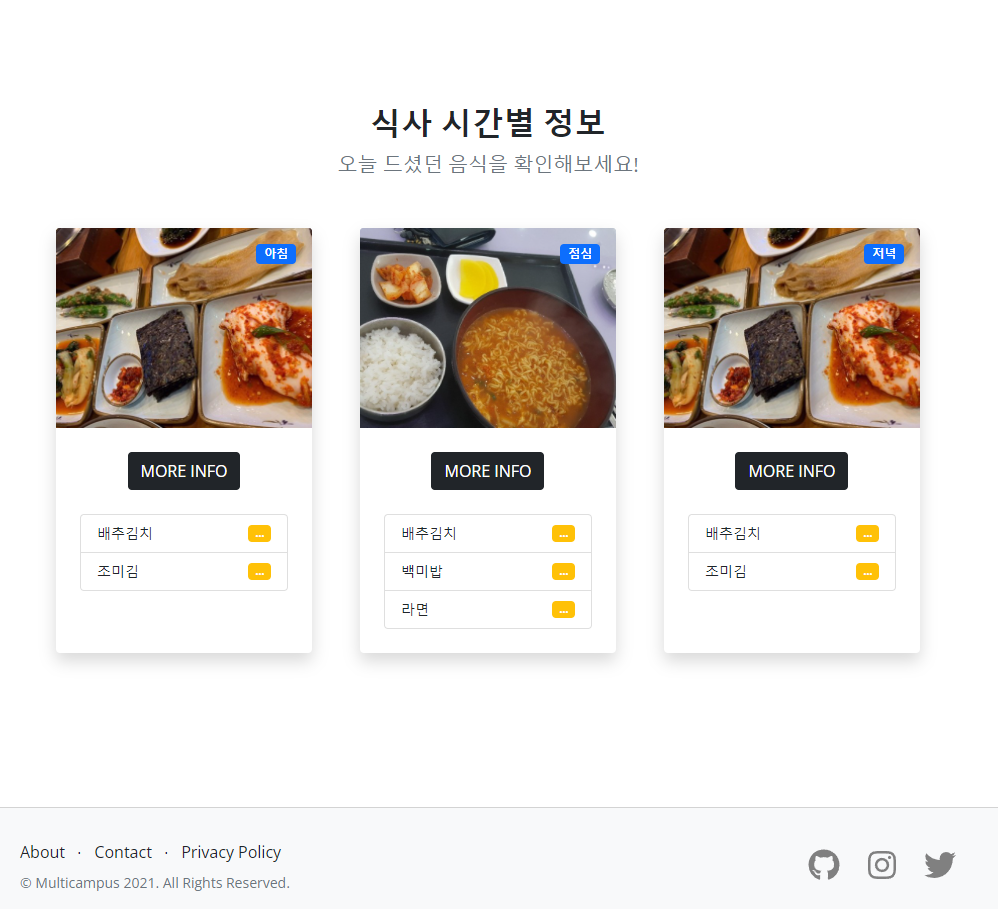 식사 시간별 정보
오늘 드셨던 음식을 확인해보세요!
아침
점심
저녁
MORE INFO
MORE INFO
MORE INFO
배추김치 ...
조미김 ...
배추김치 ...
백미밥 ...
라면 ...
배추김치 ...
조미김 ...
About · Contact · Privacy Policy
© Multicampus 2021. All Rights Reserved.